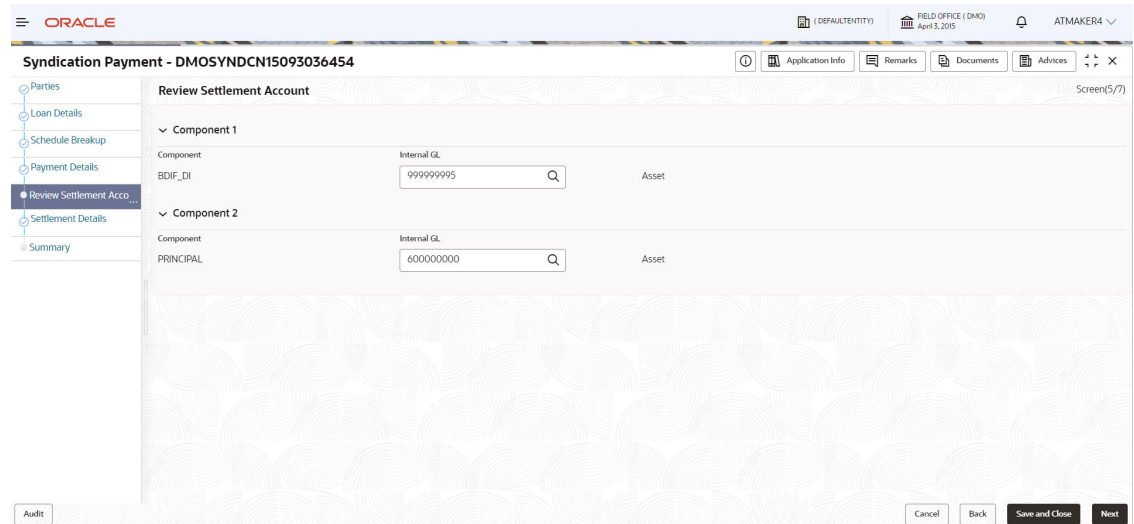 ORACLE
( DEFAULTENTITY)
FIELD OFFICE ( DMO)
April 3, 2015
ATMAKER4
Syndication Payment - DMOSYNDCN15093036454
Application Info
Remarks
Documents
Advices
Parties
Loan Details
Schedule Breakup
Payment Details
Review Settlement Acco...
Settlement Details
Summary
Review Settlement Account
Screen(5/7)
Component 1
Component Internal GL
BDIF_DI 999999995 Asset
Component 2
Component Internal GL
PRINCIPAL 600000000 Asset
Audit
Cancel
Back
Save and Close
Next